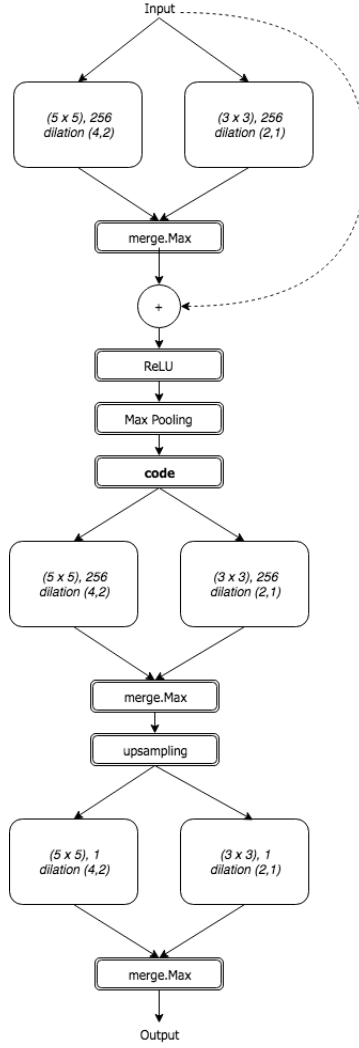 Input
(5 x 5), 256
dilation (4,2)
(3 x 3), 256
dilation (2,1)
merge.Max
+
ReLU
Max Pooling
code
(5 x 5), 256
dilation (4,2)
(3 x 3), 256
dilation (2,1)
merge.Max
upsampling
(5 x 5), 1
dilation (4,2)
(3 x 3), 1
dilation (2,1)
merge.Max
Output